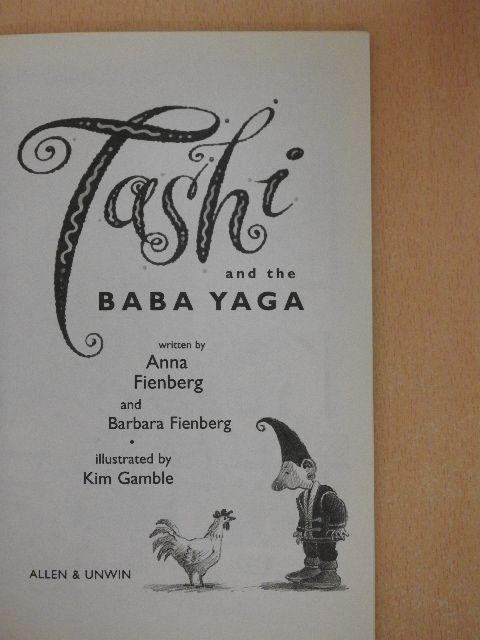 Tashi
and the
BABA YAGA
written by
Anna
Fienberg
and
Barbara Fienberg
•
illustrated by
Kim Gamble
ALLEN & UNWIN